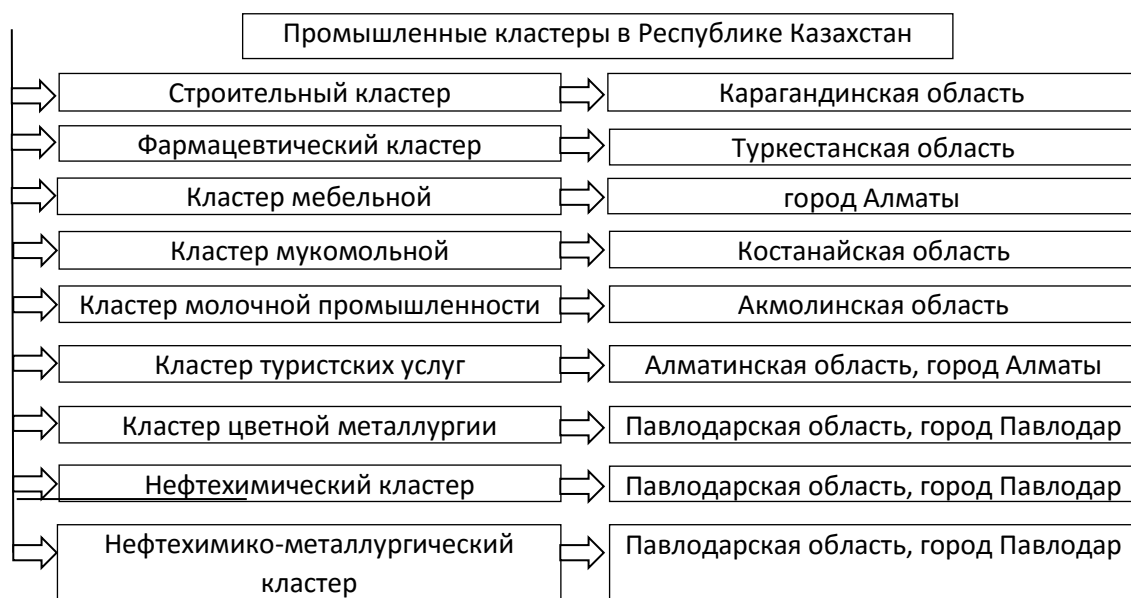 Промышленные кластеры в Республике Казахстан
Строительный кластер
Карагандинская область
Фармацевтический кластер
Туркестанская область
Кластер мебельной
город Алматы
Кластер мукомольной
Костанайская область
Кластер молочной промышленности
Акмолинская область
Кластер туристских услуг
Алматинская область, город Алматы
Кластер цветной металлургии
Павлодарская область, город Павлодар
Нефтехимический кластер
Павлодарская область, город Павлодар
Нефтехимико-металлургический
кластер
Павлодарская область, город Павлодар